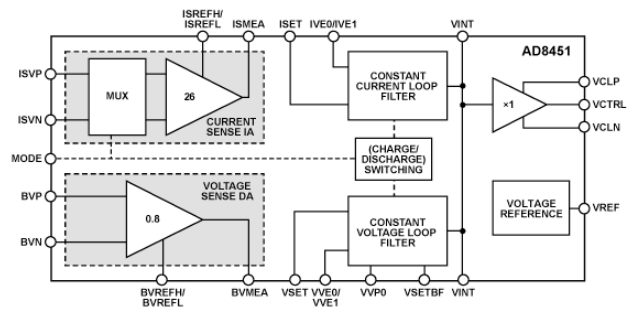 ISREFH/
ISREFL
ISMEA
ISET
IVE0/IVE1
VINT
AD8451
ISVP
ISVN
MUX
26
CURRENT
SENSE IA
CONSTANT
CURRENT LOOP
FILTER
×1
VCLP
VCTRL
VCLN
MODE
(CHARGE/
DISCHARGE)
SWITCHING
BVP
BVN
VOLTAGE
SENSE DA
0.8
CONSTANT
VOLTAGE LOOP
FILTER
VOLTAGE
REFERENCE
VREF
BVREFH/
BVREFL
BVMEA
VSET
VVE0/
VVE1
VVP0
VSETBF
VINT